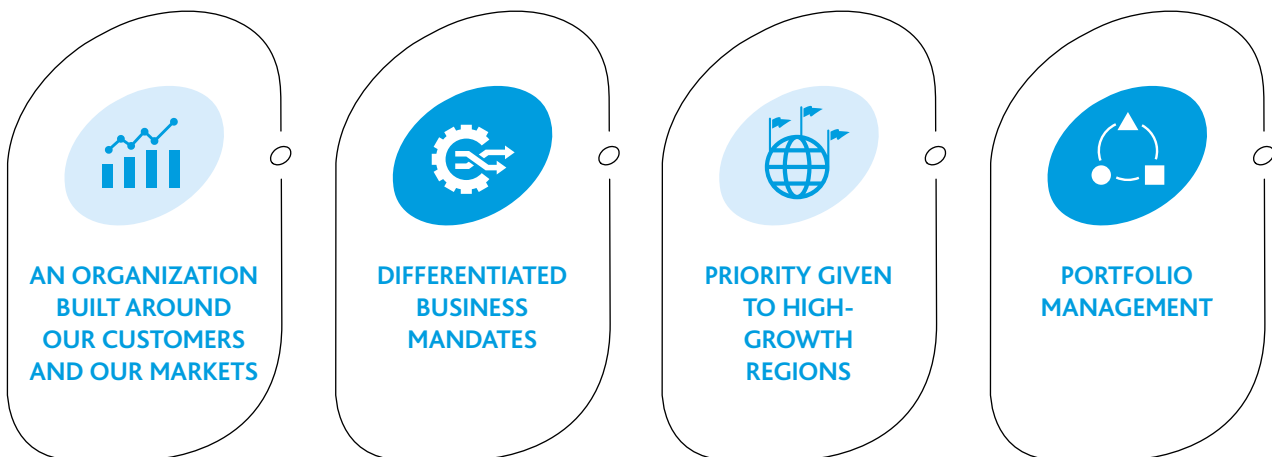 AN ORGANIZATION
BUILT AROUND
OUR CUSTOMERS
AND OUR MARKETS
DIFFERENTIATED
BUSINESS
MANDATES
PRIORITY GIVEN
TO HIGH-
GROWTH
REGIONS
PORTFOLIO
MANAGEMENT